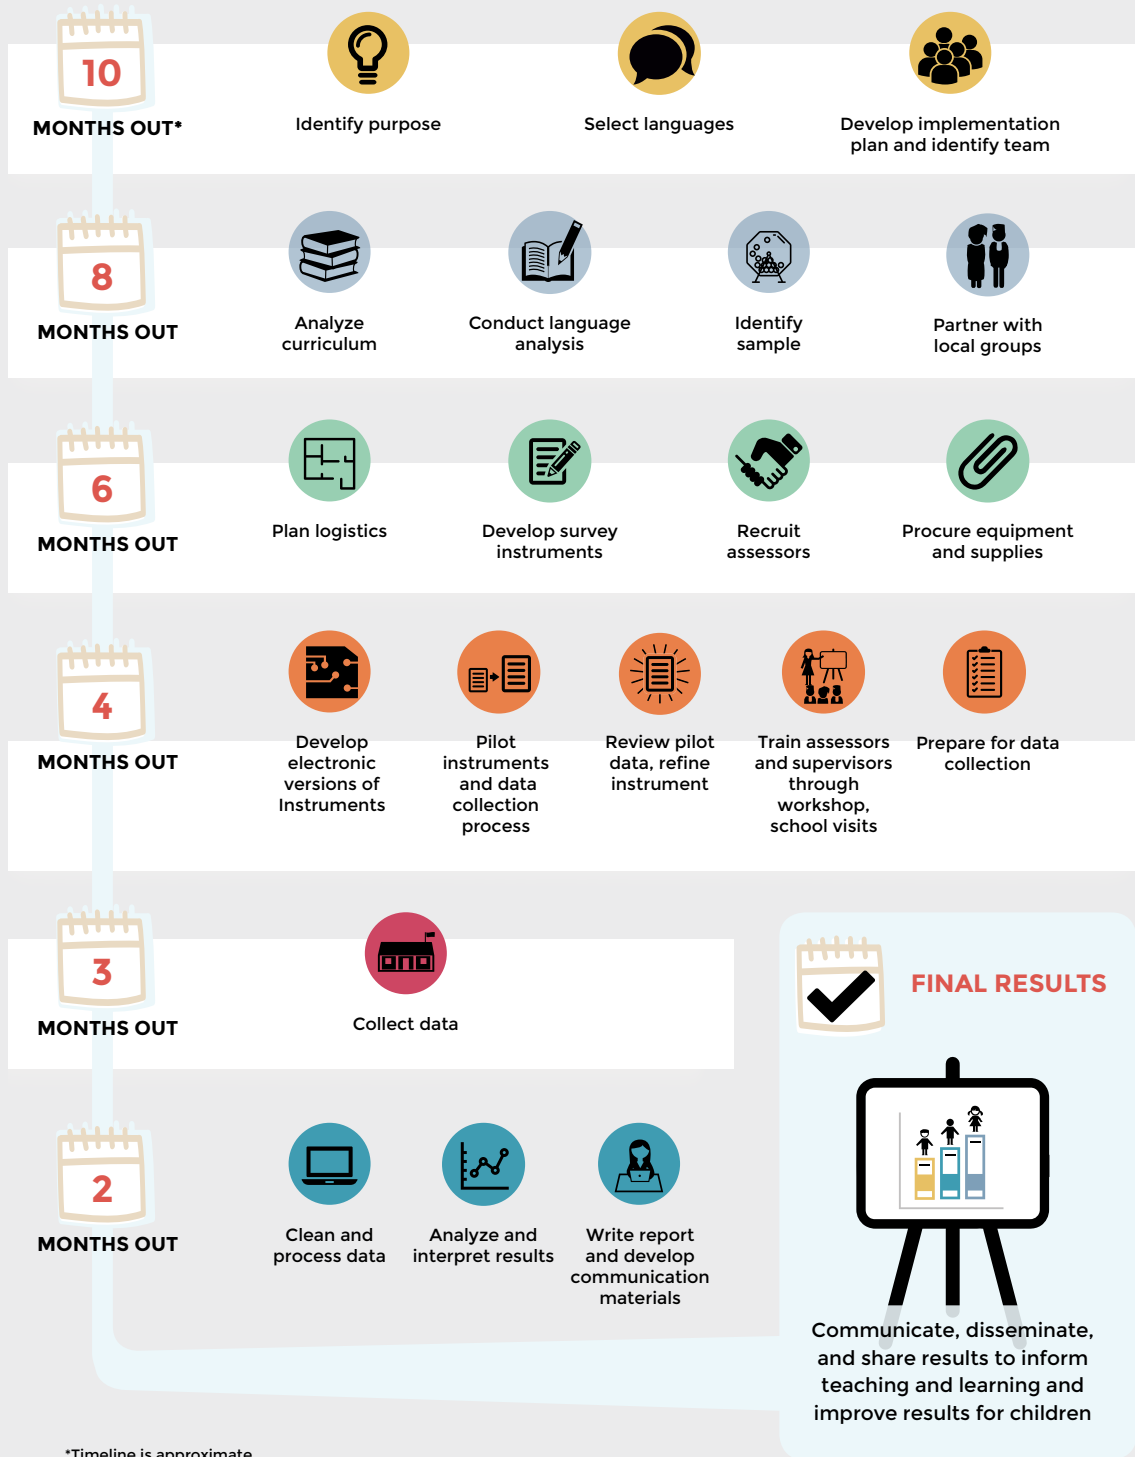 10
MONTHS OUT*
Identify purpose
Select languages
Develop implementation
plan and identify team
8
MONTHS OUT
Analyze
curriculum
Conduct language
analysis
Identify
sample
Partner with
local groups
6
MONTHS OUT
Plan logistics
Develop survey
instruments
Recruit
assessors
Procure equipment
and supplies
4
MONTHS OUT
Develop
electronic
versions of
Instruments
Pilot
instruments
and data
collection
process
Review pilot
data, refine
instrument
Train assessors
and supervisors
through
workshop,
school visits
Prepare for data
collection
3
MONTHS OUT
Collect data
2
MONTHS OUT
Clean and
process data
Analyze and
interpret results
Write report
and develop
communication
materials
FINAL RESULTS
Communicate, disseminate,
and share results to inform
teaching and learning and
improve results for children
*Timeline is approximate